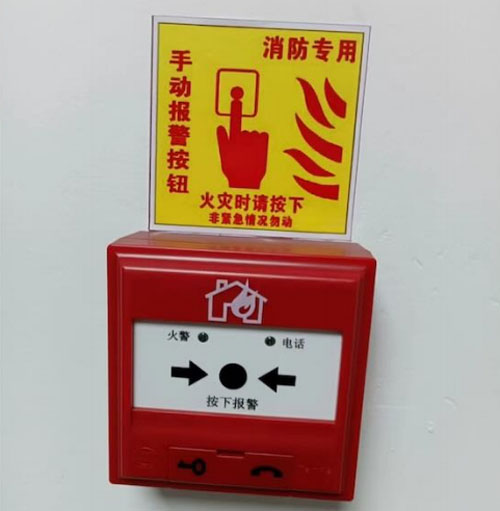 消防专用
手动报警按钮
火灾时请按下
非紧急情况勿动
火警
电话
按下报警